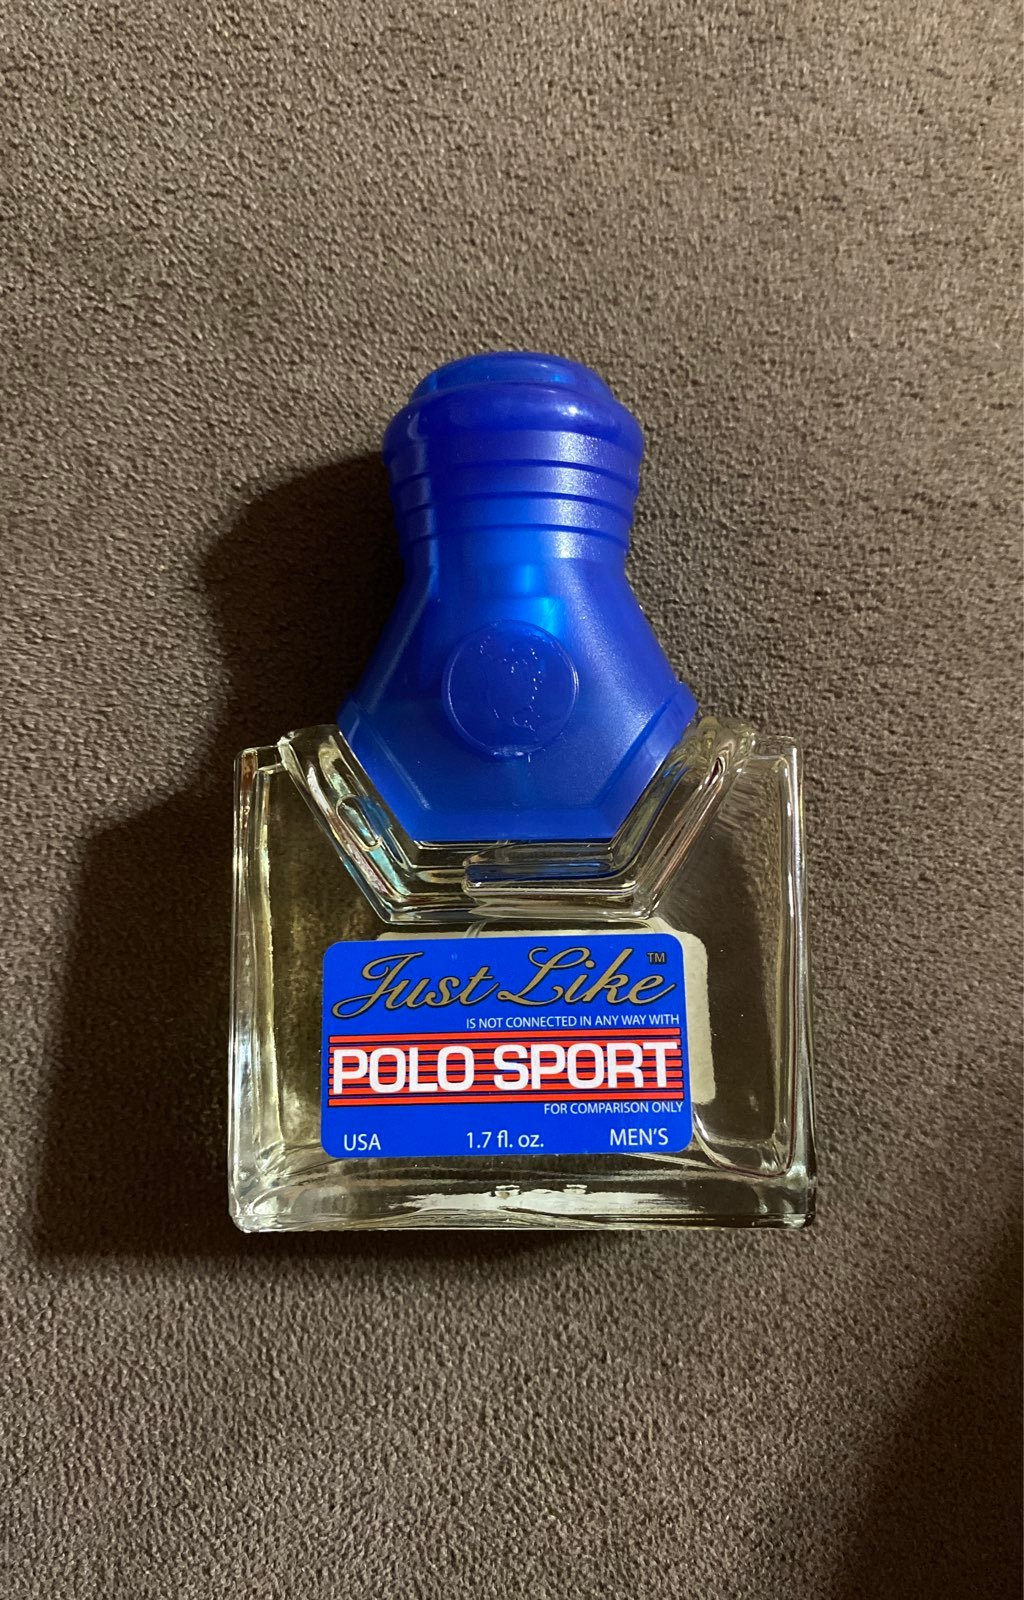 Just Like™
IS NOT CONNECTED IN ANY WAY WITH
POLO SPORT
FOR COMPARISON ONLY
USA 1.7 fl. oz. MEN'S